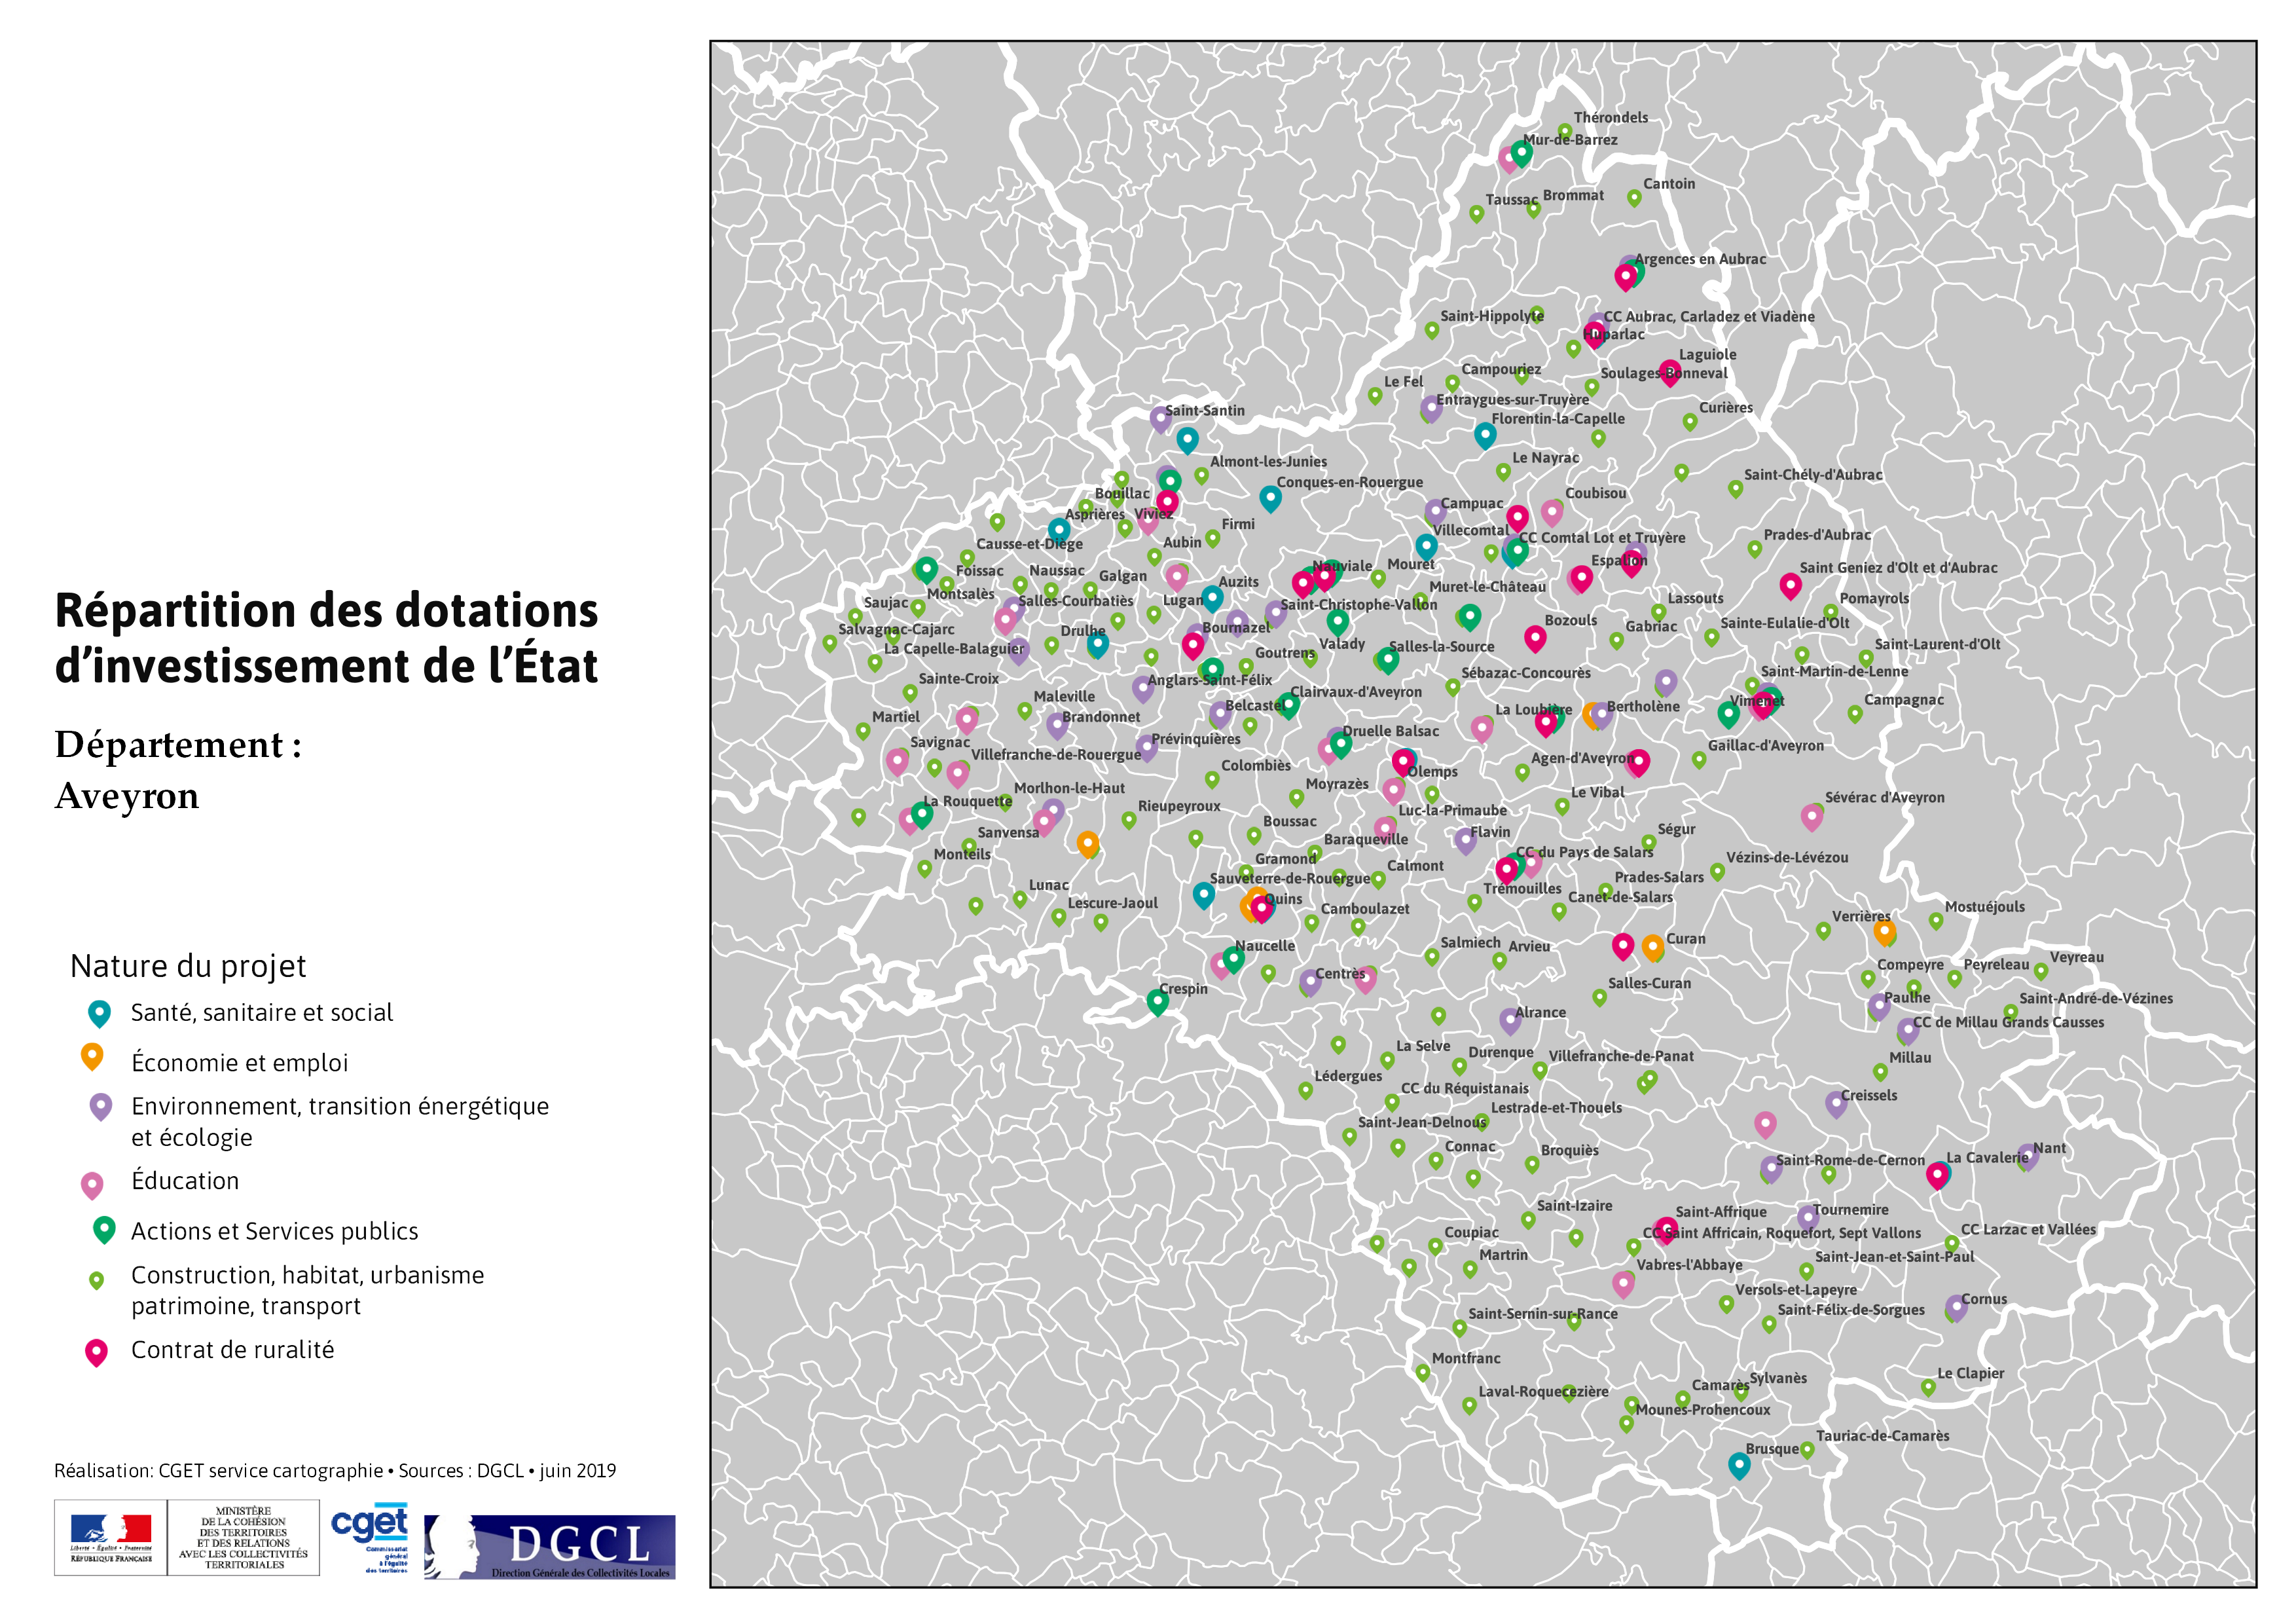 Répartition des dotations
d'investissement de l'État
Département :
Aveyron
Nature du projet
Santé, sanitaire et social
Économie et emploi
Environnement, transition énergétique
et écologie
Éducation
Actions et Services publics
Construction, habitat, urbanisme
patrimoine, transport
Contrat de ruralité
Réalisation: CGET service cartographie • Sources : DGCL • juin 2019
Liberté • Égalité • Fraternité
RÉPUBLIQUE FRANÇAISE
MINISTÈRE
DE LA COHÉSION
DES TERRITOIRES
ET DES RELATIONS
AVEC LES COLLECTIVITÉS
TERRITORIALES
cget
Commissariat
général
à l'égalité
des territoires
DGCL
Direction Générale des Collectivités Locales
Thérondels
Mur-de-Barrez
Cantoin
Taussac
Brommat
Argences en Aubrac
Saint-Hippolyte
CC Aubrac, Carladez et Viadène
Huparlac
Laguiole
Campouriez
Soulages-Bonneval
Le Fel
Entraygues-sur-Truyère
Curières
Saint-Santin
Florentin-la-Capelle
Le Nayrac
Almont-les-Junies
Saint-Chély-d'Aubrac
Conques-en-Rouergue
Bouillac
Coubisou
Campuac
Asprières
Viviez
Firmi
Villecomtal
CC Comtal Lot et Truyère
Prades-d'Aubrac
Causse-et-Diège
Aubin
Espalion
Nauviale
Mouret
Saint Geniez d'Olt et d'Aubrac
Foissac
Naussac
Galgan
Auzits
Muret-le-Château
Montsalès
Lassouts
Pomayrols
Saujac
Salles-Courbatiès
Lugan
Saint-Christophe-Vallon
Bozouls
Sainte-Eulalie-d'Olt
Salvagnac-Cajarc
Drulhe
Bournazel
Gabriac
Valady
Salles-la-Source
Saint-Laurent-d'Olt
La Capelle-Balaguier
Goutrens
Sébazac-Concourès
Saint-Martin-de-Lenne
Sainte-Croix
Anglars-Saint-Félix
Clairvaux-d'Aveyron
Maleville
Vimenet
Campagnac
Belcastel
La Loubière
Bertholène
Martiel
Brandonnet
Druelle Balsac
Savignac
Prévinquières
Gaillac-d'Aveyron
Villefranche-de-Rouergue
Agen-d'Aveyron
Colombiès
Olemps
Moyrazès
Morlhon-le-Haut
Le Vibal
Sévérac d'Aveyron
La Rouquette
Rieupeyroux
Luc-la-Primaube
Boussac
Flavin
Ségur
Sanvensa
Baraqueville
CC du Pays de Salars
Monteils
Gramond
Calmont
Vézins-de-Lévézou
Sauveterre-de-Rouergue
Prades-Salars
Lunac
Trémouilles
Quins
Canet-de-Salars
Lescure-Jaoul
Camboulazet
Mostuéjouls
Verrières
Curan
Naucelle
Salmiech
Arvieu
Veyreau
Centrès
Compeyre
Peyreleau
Salles-Curan
Crespin
Paulhe
Saint-André-de-Vézins
Alrance
CC de Millau Grands Causses
La Selve
Durenque
Villefranche-de-Panat
Millau
Lédergues
CC du Réquistanais
Creissels
Lestrade-et-Thouels
Saint-Jean-Delnous
Connac
Broquiès
Nant
Saint-Rome-de-Cernon
La Cavalerie
Saint-Izaire
Saint-Affrique
Tournemire
Coupiac
CC Saint Affricain, Roquefort, Sept Vallons
CC Larzac et Vallées
Martrin
Saint-Jean-et-Saint-Paul
Vabres-l'Abbaye
Versols-et-Lapeyre
Cornus
Saint-Sernin-sur-Rance
Saint-Félix-de-Sorgues
Montfranc
Le Clapier
Sylvanès
Laval-Roquecezière
Camarès
Mounes-Prohencoux
Tauriac-de-Camarès
Brusque